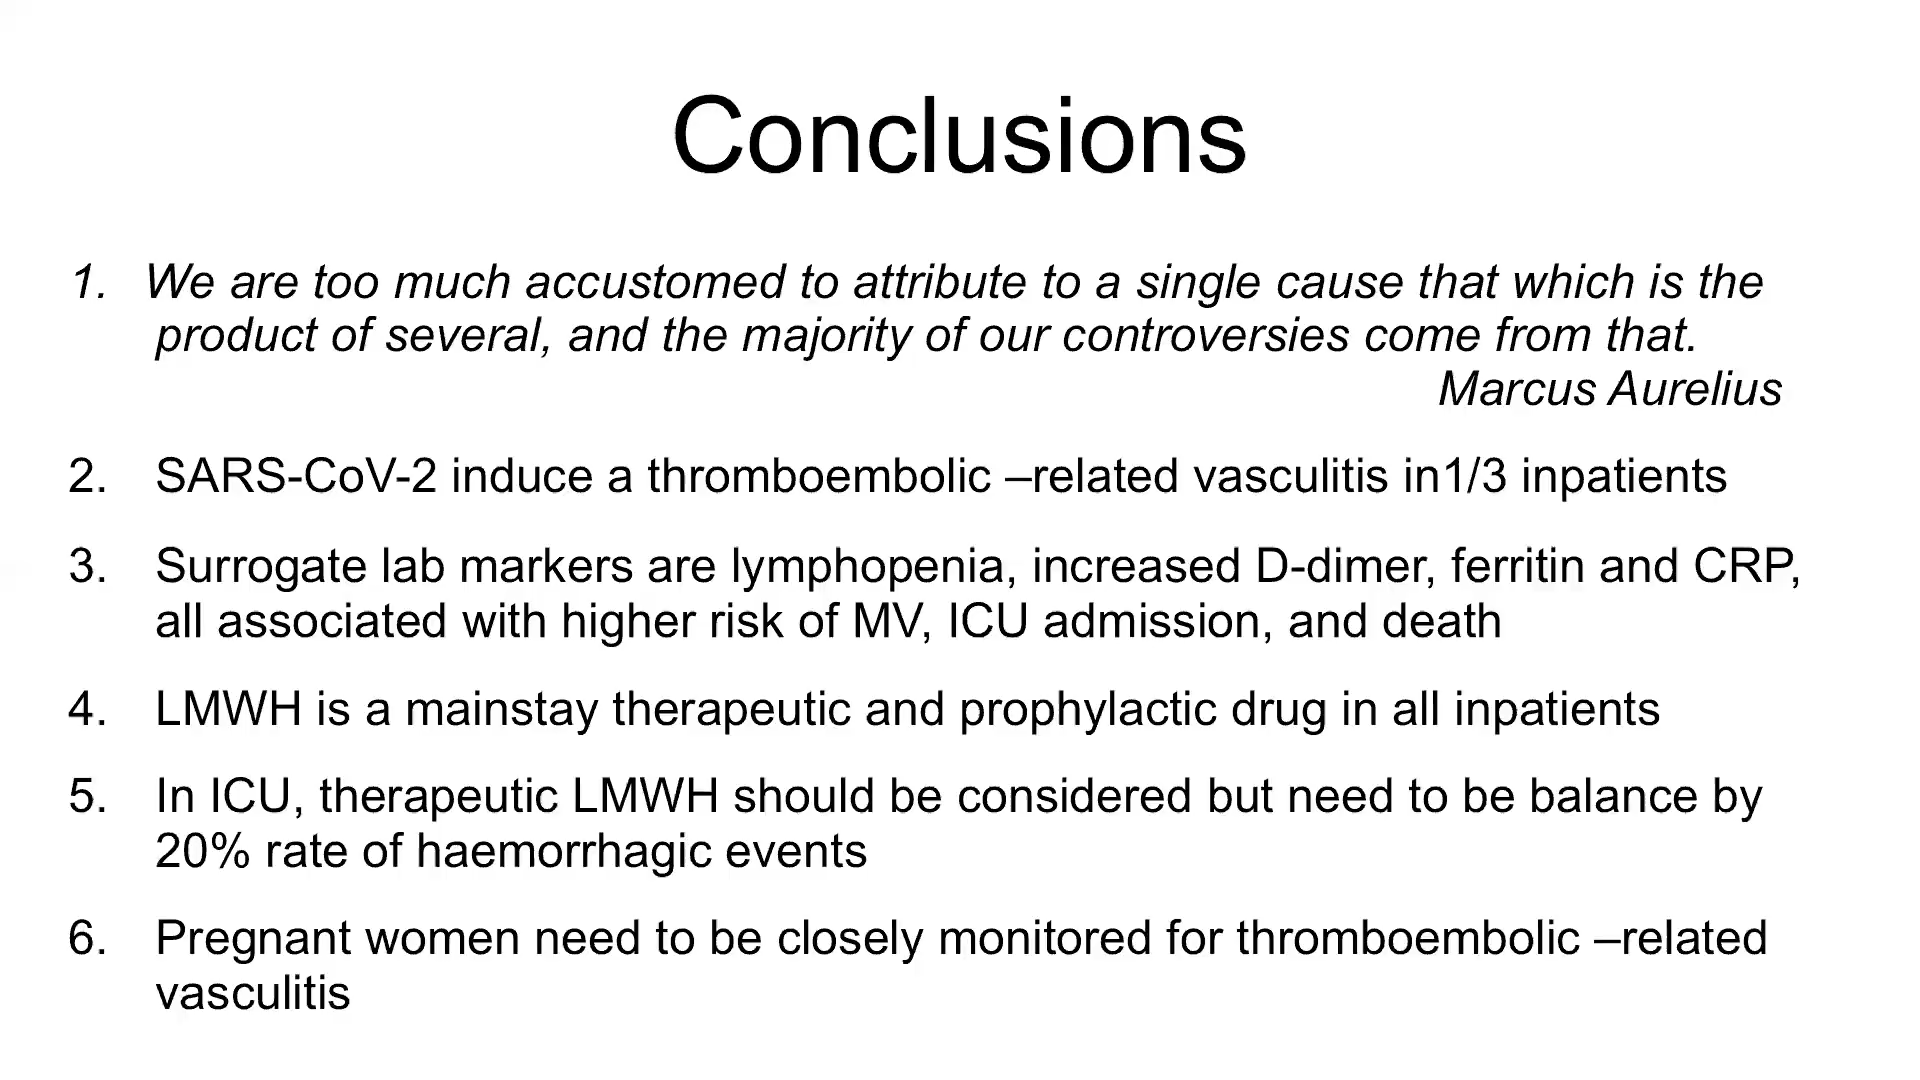 Conclusions
1. We are too much accustomed to attribute to a single cause that which is the
product of several, and the majority of our controversies come from that.
Marcus Aurelius
2. SARS-CoV-2 induce a thromboembolic –related vasculitis in1/3 inpatients
3. Surrogate lab markers are lymphopenia, increased D-dimer, ferritin and CRP,
all associated with higher risk of MV, ICU admission, and death
4. LMWH is a mainstay therapeutic and prophylactic drug in all inpatients
5. In ICU, therapeutic LMWH should be considered but need to be balance by
20% rate of haemorrhagic events
6. Pregnant women need to be closely monitored for thromboembolic –related
vasculitis